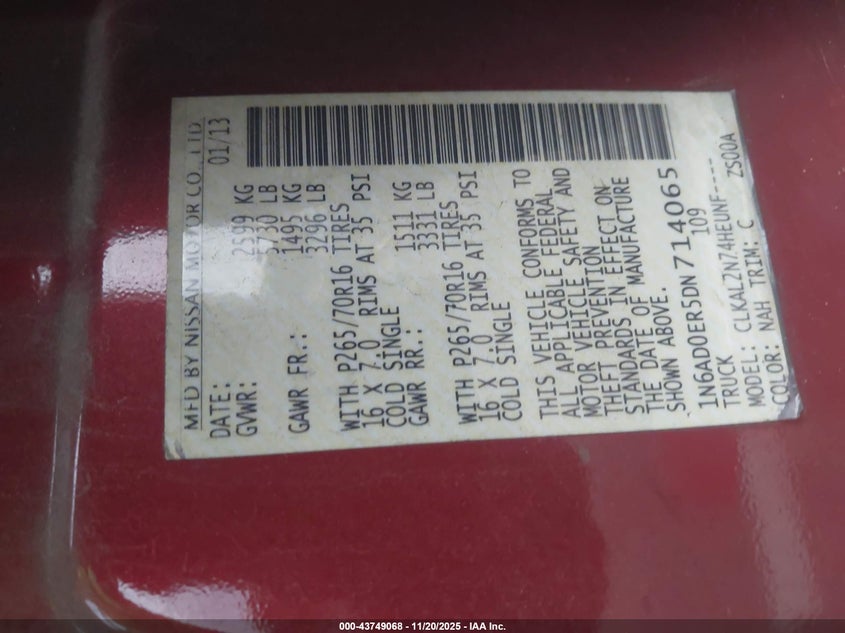 MFD BY NISSAN MOTOR CO., LTD.
DATE: 01/13
GVWR: 2599 KG
5730 LB
GAWR FR.: 1495 KG
3296 LB
WITH P265/70R16 TIRES
16 X 7.0 RIMS AT 35 PSI
COLD SINGLE
GAWR RR.: 1511 KG
3331 LB
WITH P265/70R16 TIRES
16 X 7.0 RIMS AT 35 PSI
COLD SINGLE
THIS VEHICLE CONFORMS TO
ALL APPLICABLE FEDERAL
MOTOR VEHICLE SAFETY AND
THEFT PREVENTION
STANDARDS IN EFFECT ON
THE DATE OF MANUFACTURE
SHOWN ABOVE.
1N6AD0ER5DN714065
TRUCK 109
MODEL: CLKAL2N74HEUNF----
COLOR: NAH TRIM: C ZS00A
000-43749068 - 11/20/2025 - IAA Inc.